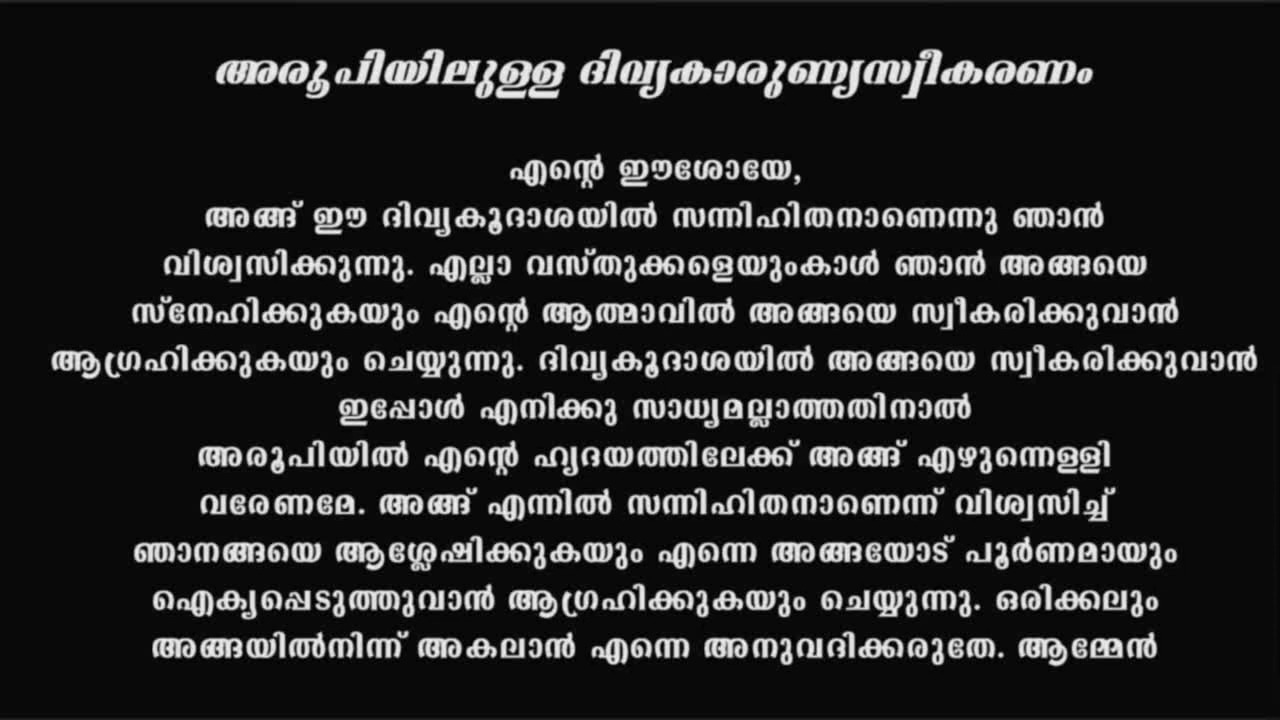 അരൂപിയിലുള്ള ദിവ്യകാരുണ്യസ്വീകരണം
എന്റെ ഈശോയേ,
അങ്ങ് ഈ ദിവ്യകൂദാശയിൽ സന്നിഹിതനാണെന്നു ഞാൻ
വിശ്വസിക്കുന്നു. എല്ലാ വസ്തുക്കളെയുംകാൾ ഞാൻ അങ്ങയെ
സ്നേഹിക്കുകയും എന്റെ ആത്മാവിൽ അങ്ങയെ സ്വീകരിക്കുവാൻ
ആഗ്രഹിക്കുകയും ചെയ്യുന്നു. ദിവ്യകൂദാശയിൽ അങ്ങയെ സ്വീകരിക്കുവാൻ
ഇപ്പോൾ എനിക്കു സാധ്യമല്ലാത്തതിനാൽ
അരൂപിയിൽ എന്റെ ഹൃദയത്തിലേക്ക് അങ്ങ് എഴുന്നെള്ളി
വരേണമേ. അങ്ങ് എന്നിൽ സന്നിഹിതനാണെന്ന് വിശ്വസിച്ച്
ഞാനങ്ങയെ ആശ്ലേഷിക്കുകയും എന്നെ അങ്ങയോട് പൂർണമായും
ഐക്യപ്പെടുത്തുവാൻ ആഗ്രഹിക്കുകയും ചെയ്യുന്നു. ഒരിക്കലും
അങ്ങയിൽനിന്ന് അകലാൻ എന്നെ അനുവദിക്കരുതേ. ആമ്മേൻ